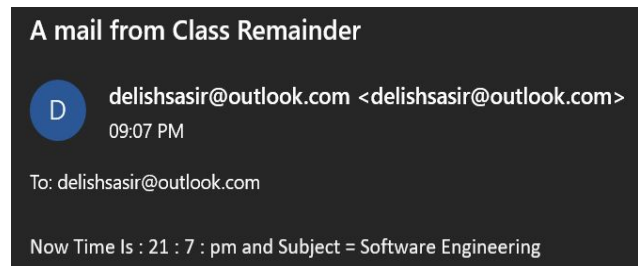 A mail from Class Remainder
D
delishsasir@outlook.com <delishsasir@outlook.com>
09:07 PM
To: delishsasir@outlook.com
Now Time Is : 21 : 7 : pm and Subject = Software Engineering